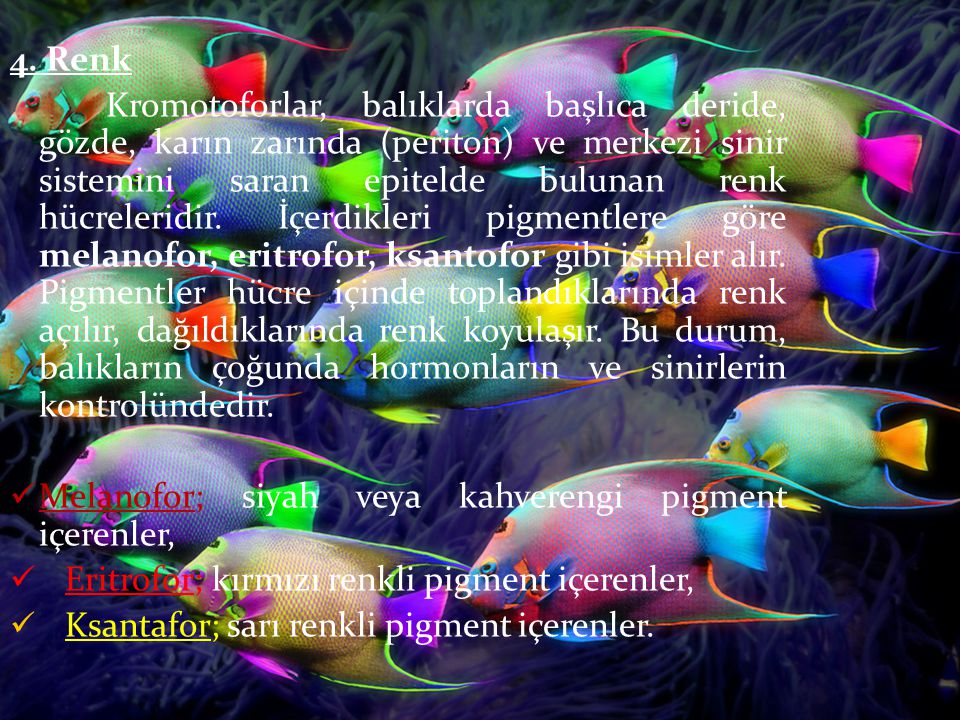 4. Renk
Kromotoforlar, balıklarda başlıca deride,
gözde, karın zarında (periton) ve merkezi sinir
sistemini saran epitelde bulunan renk
hücreleridir. İçerdikleri pigmentlere göre
melanofor, eritrofor, ksantofor gibi isimler alır.
Pigmentler hücre içinde toplandıklarında renk
açılır, dağıldıklarında renk koyulaşır. Bu durum,
balıkların çoğunda hormonların ve sinirlerin
kontrolündedir.
✓ Melanofor; siyah veya kahverengi pigment
içerenler,
✓ Eritrofor; kırmızı renkli pigment içerenler,
✓ Ksantafor; sarı renkli pigment içerenler.